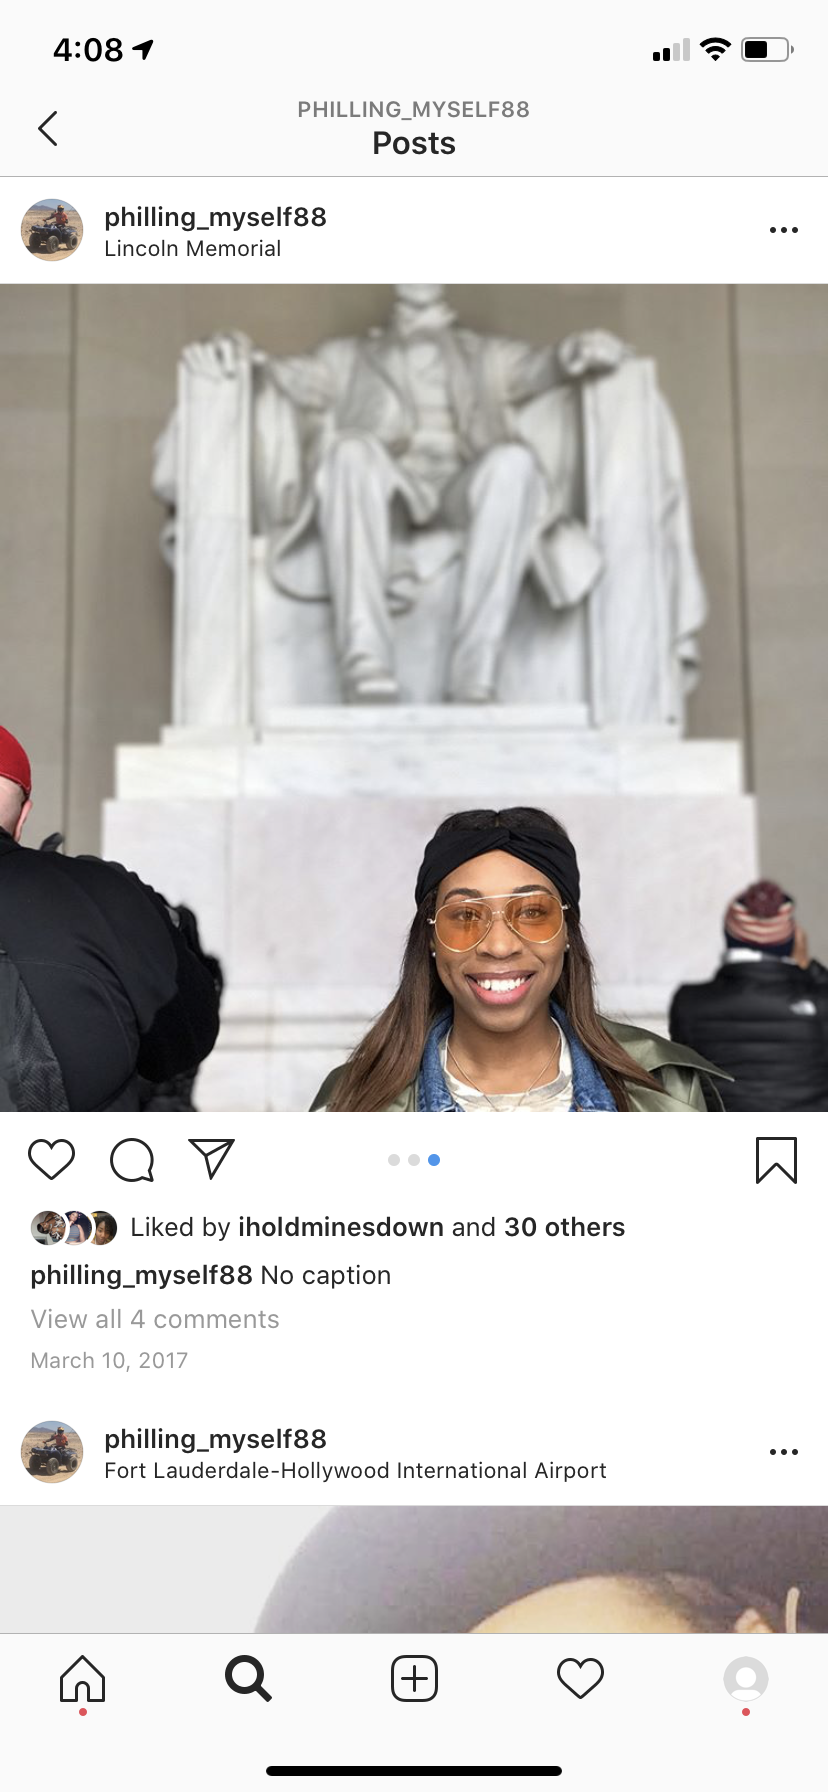 4:08
PHILLING_MYSELF88
Posts
philling_myself88
Lincoln Memorial
Liked by iholdminesdown and 30 others
philling_myself88 No caption
View all 4 comments
March 10, 2017
philling_myself88
Fort Lauderdale-Hollywood International Airport